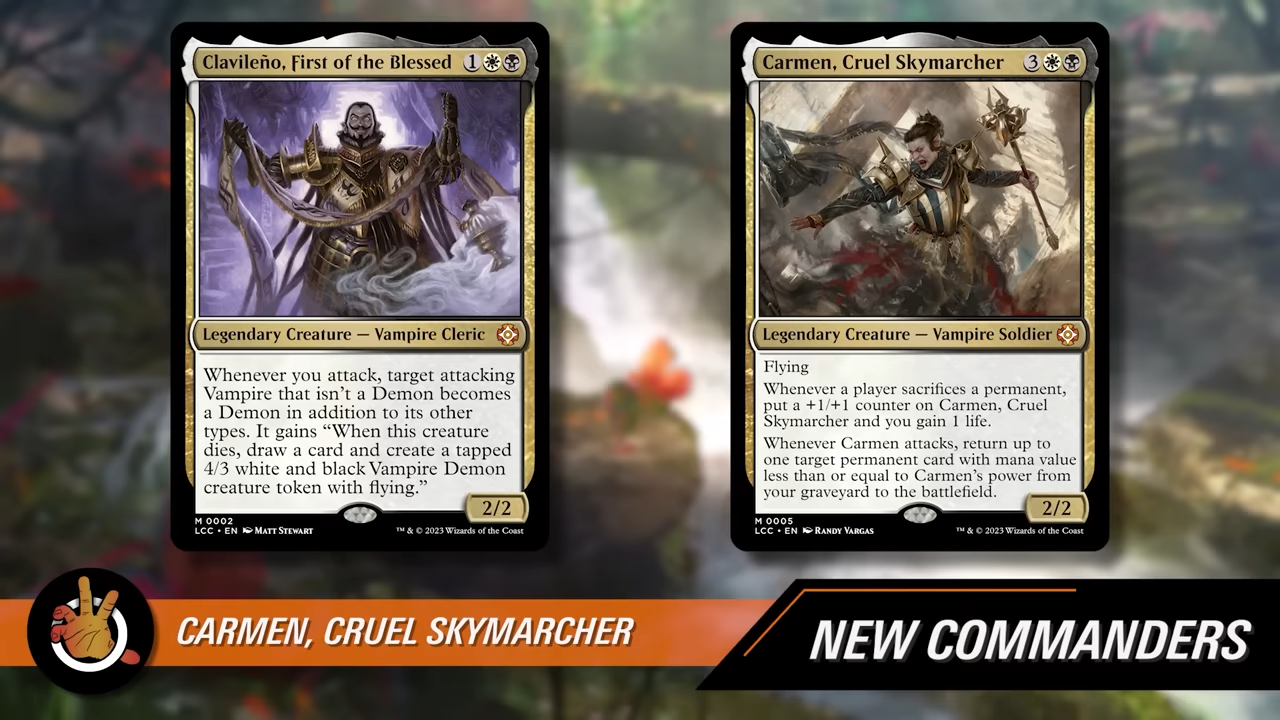 Clavileño, First of the Blessed 1
Legendary Creature — Vampire Cleric
Whenever you attack, target attacking
Vampire that isn't a Demon becomes
a Demon in addition to its other
types. It gains “When this creature
dies, draw a card and create a tapped
4/3 white and black Vampire Demon
creature token with flying.”
2/2
M 0002
LCC • EN Matt Stewart
™ & © 2023 Wizards of the Coast
Carmen, Cruel Skymarcher 3
Legendary Creature — Vampire Soldier
Flying
Whenever a player sacrifices a permanent,
put a +1/+1 counter on Carmen, Cruel
Skymarcher and you gain 1 life.
Whenever Carmen attacks, return up to
one target permanent card with mana value
less than or equal to Carmen's power from
your graveyard to the battlefield.
2/2
M 0005
LCC • EN Randy Vargas
™ & © 2023 Wizards of the Coast
CARMEN, CRUEL SKYMARCHER
NEW COMMANDERS